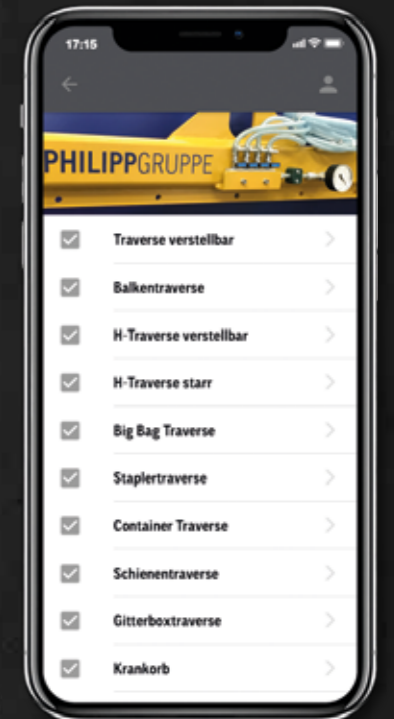 17:15
PHILIPPGRUPPE
Traverse verstellbar
Balkentraverse
H-Traverse verstellbar
H-Traverse starr
Big Bag Traverse
Staplertraverse
Container Traverse
Schienentraverse
Gitterboxtraverse
Krankorb